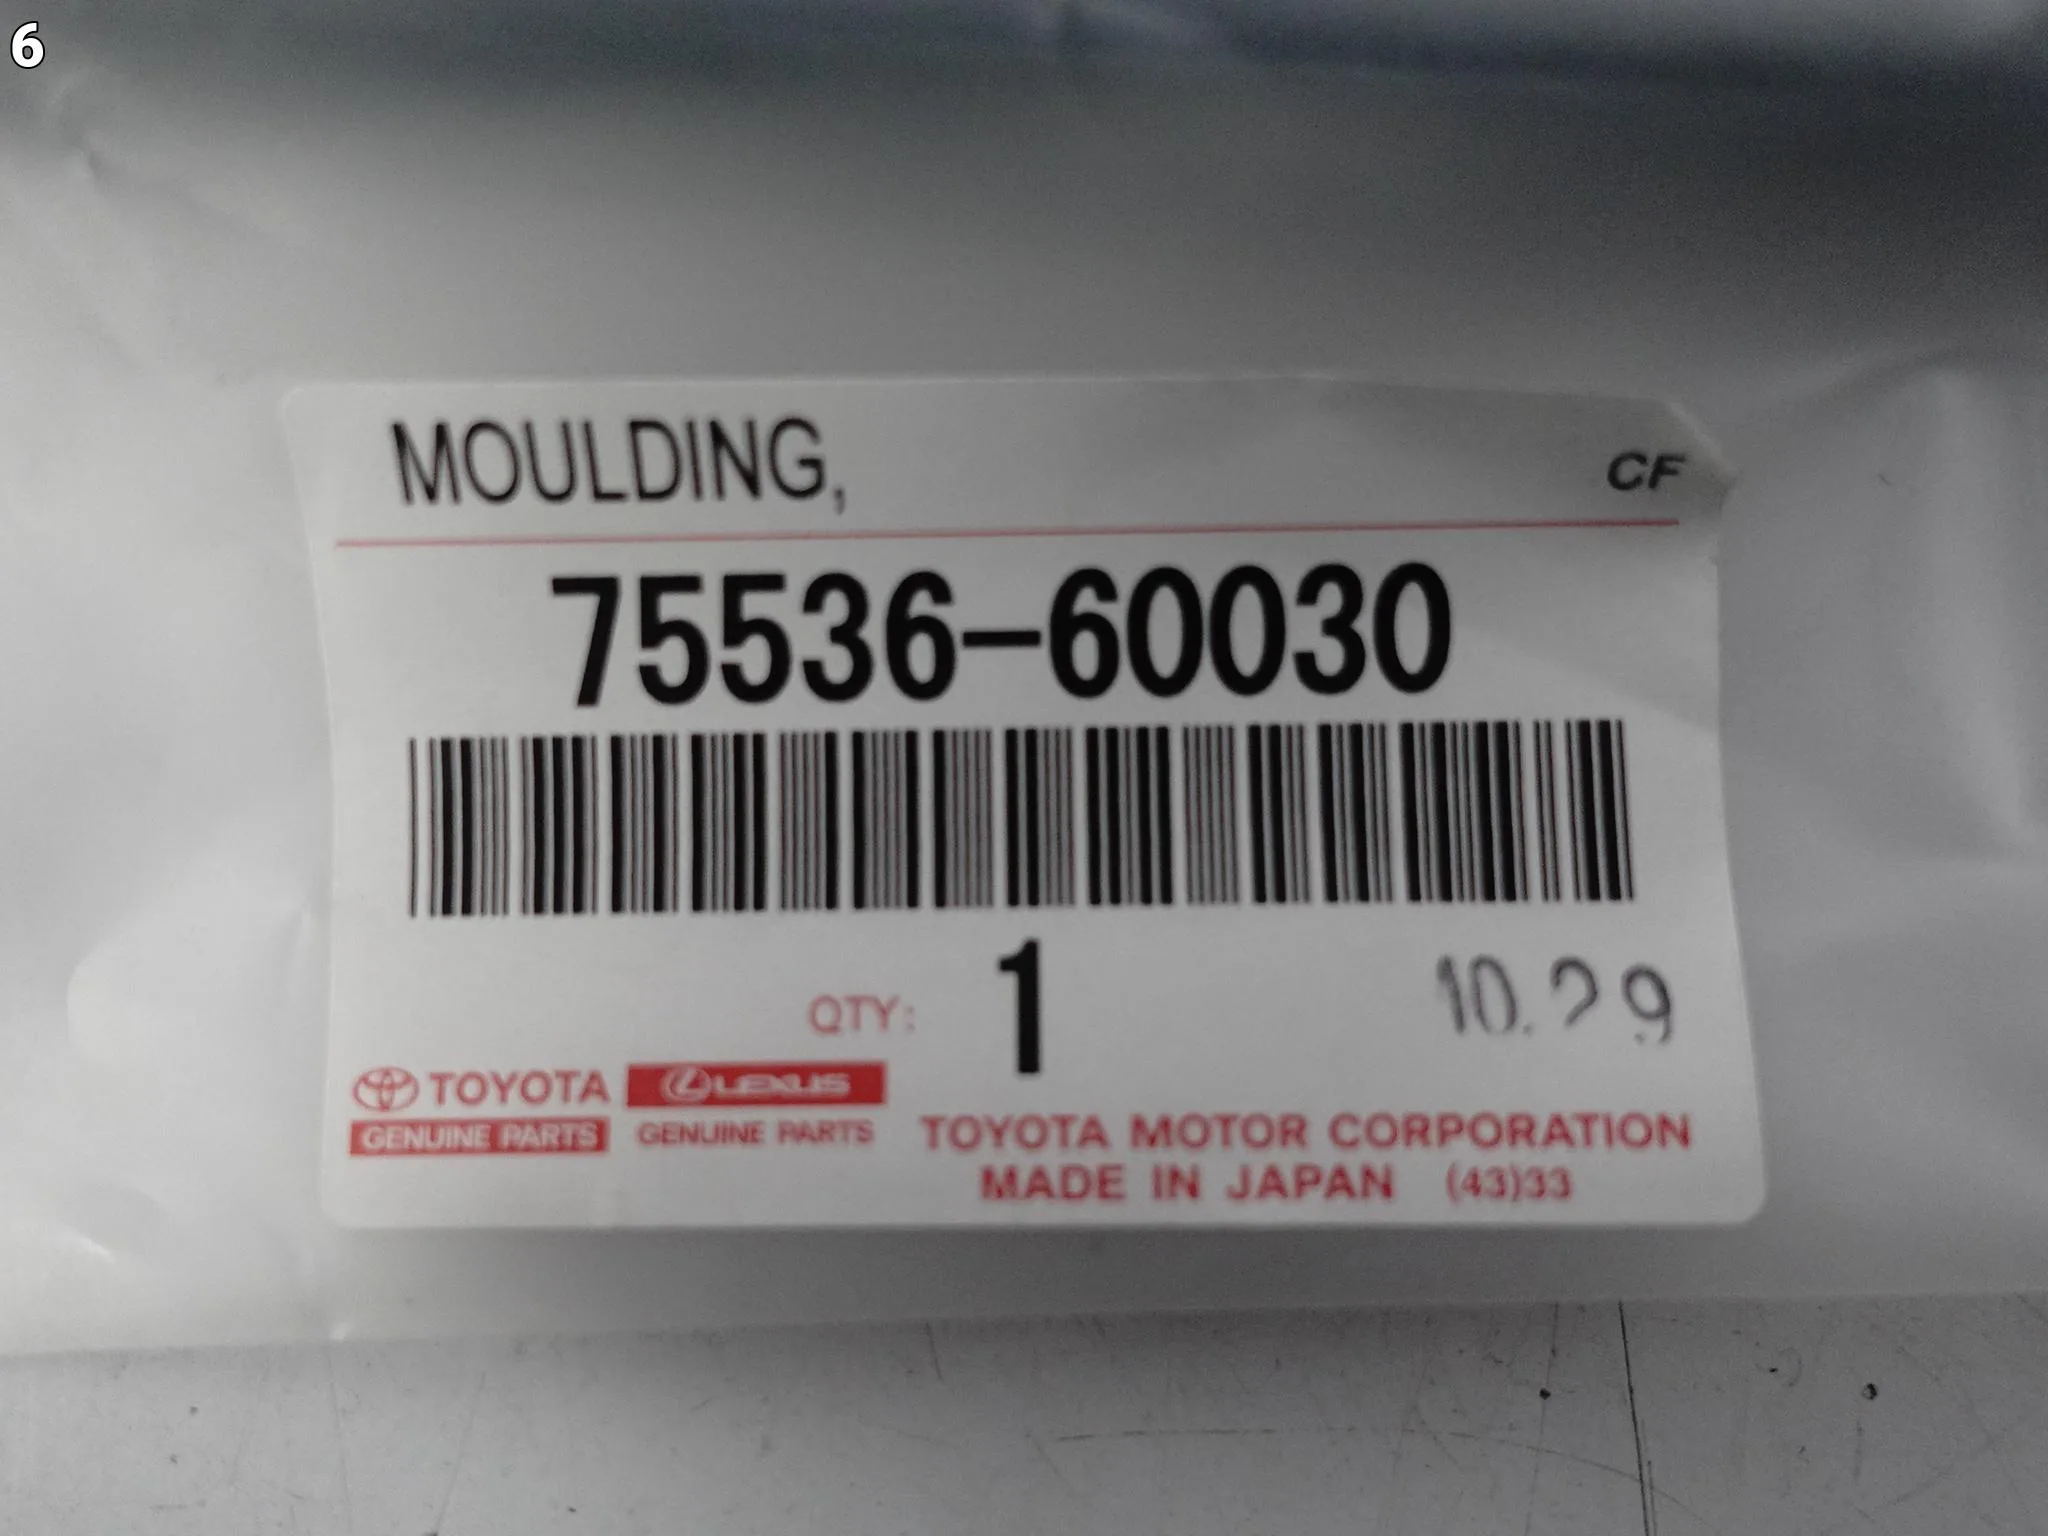 6
MOULDING,
CF
75536-60030
QTY: 1
10.29
TOYOTA
GENUINE PARTS
LEXUS
GENUINE PARTS
TOYOTA MOTOR CORPORATION
MADE IN JAPAN (43)33